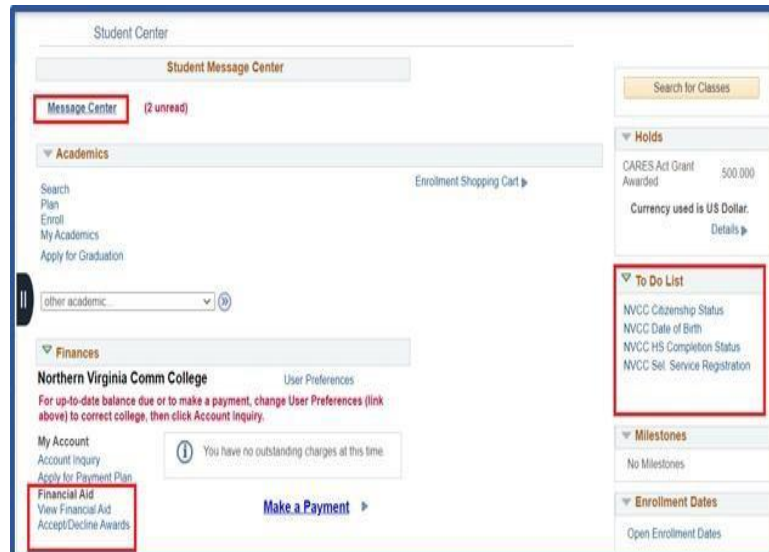 Student Center
Student Message Center
Message Center (2 unread)
Academics
Search
Plan
Enroll
My Academics
Apply for Graduation
Enrollment Shopping Cart
other academic...
Finances
Northern Virginia Comm College
User Preferences
For up-to-date balance due or to make a payment, change User Preferences (link
above) to correct college, then click Account Inquiry.
My Account
Account Inquiry
Apply for Payment Plan
Financial Aid
View Financial Aid
Accept/Decline Awards
You have no outstanding charges at this time.
Make a Payment
Search for Classes
Holds
CARES Act Grant
Awarded
500.000
Currency used is US Dollar.
Details
To Do List
NVCC Citizenship Status
NVCC Date of Birth
NVCC HS Completion Status
NVCC Sel. Service Registration
Milestones
No Milestones
Enrollment Dates
Open Enrollment Dates